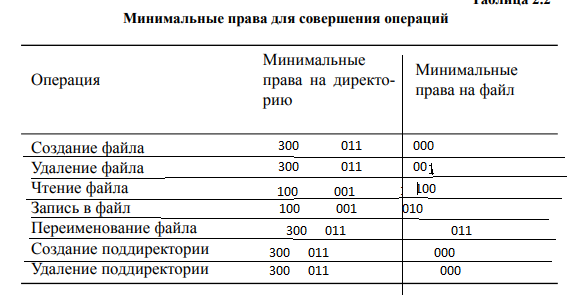 Таблица 2.2
Минимальные права для совершения операций
Операция Минимальные права на директо-рию Минимальные права на файл
Создание файла 300 011 000
Удаление файла 300 011 001
Чтение файла 100 001 100
Запись в файл 100 001 010
Переименование файла 300 011 011
Создание поддиректории 300 011 000
Удаление поддиректории 300 011 000